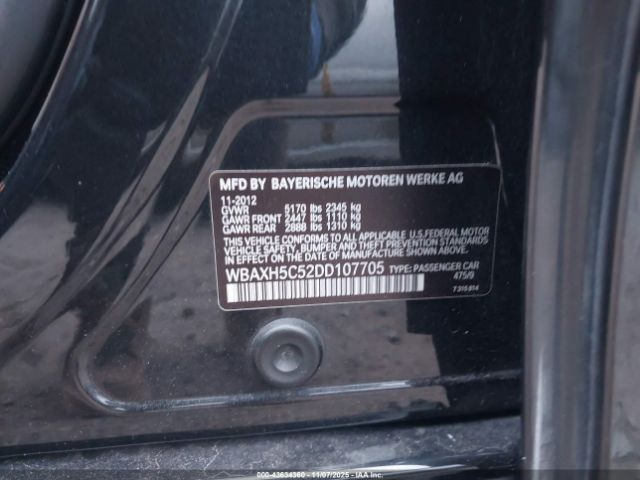 MFD BY BAYERISCHE MOTOREN WERKE AG
11-2012
GVWR 5170 lbs 2345 kg
GAWR FRONT 2447 lbs 1110 kg
GAWR REAR 2888 lbs 1310 kg
THIS VEHICLE CONFORMS TO ALL APPLICABLE U.S. FEDERAL MOTOR
VEHICLE SAFETY, BUMPER AND THEFT PREVENTION STANDARDS
IN EFFECT ON THE DATE OF MANUFACTURE SHOWN ABOVE.
WBAXH5C52DD107705 TYPE: PASSENGER CAR
475/9
7 315 814
000-43634360 - 11/07/2025 - IAAI.COM